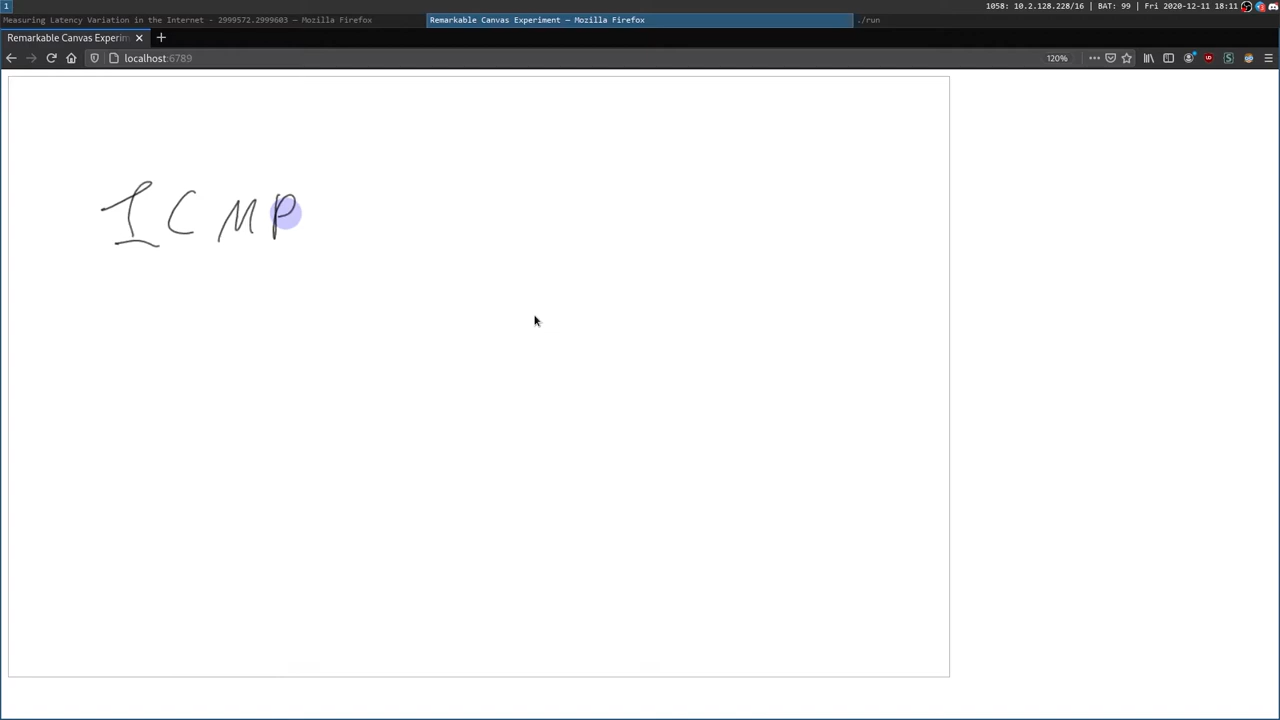 1
Measuring Latency Variation in the Internet - 2999572.2999603 — Mozilla Firefox
Remarkable Canvas Experiment — Mozilla Firefox
./run
1058: 10.2.128.228/16 | BAT: 99 | Fri 2020-12-11 18:11
Remarkable Canvas Experim
localhost:6789
120%
ICMP